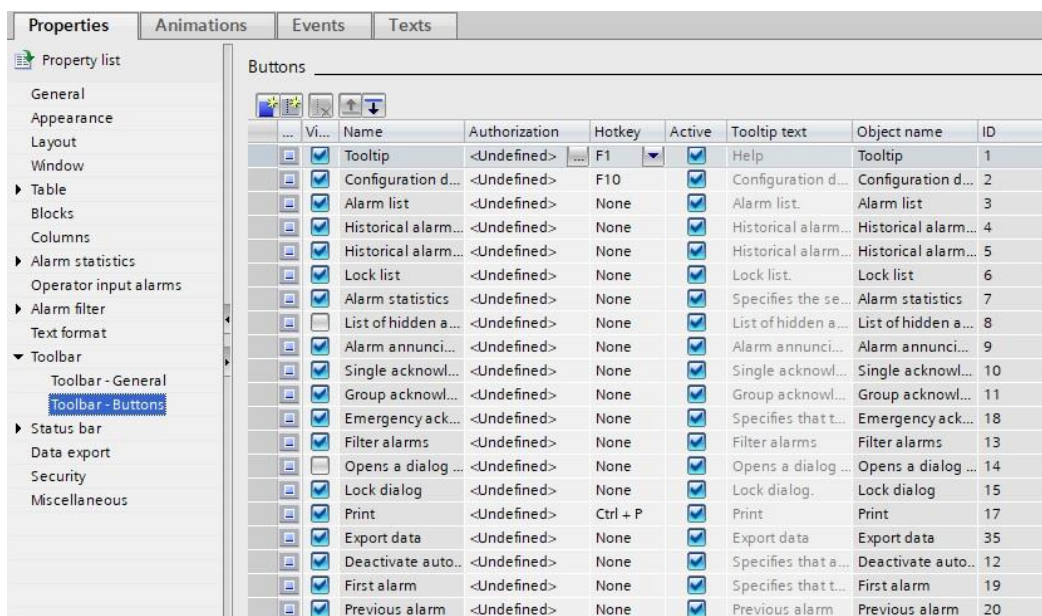 Properties Animations Events Texts
Property list
General
Appearance
Layout
Window
Table
Blocks
Columns
Alarm statistics
Operator input alarms
Alarm filter
Text format
Toolbar
Toolbar - General
Toolbar - Buttons
Status bar
Data export
Security
Miscellaneous
Buttons
... Vi... Name Authorization Hotkey Active Tooltip text Object name ID
Tooltip <Undefined> ... F1 Help Tooltip 1
Configuration d... <Undefined> F10 Configuration d... Configuration d... 2
Alarm list <Undefined> None Alarm list. Alarm list 3
Historical alarm... <Undefined> None Historical alarm... Historical alarm... 4
Historical alarm... <Undefined> None Historical alarm... Historical alarm... 5
Lock list <Undefined> None Lock list. Lock list 6
Alarm statistics <Undefined> None Specifies the se... Alarm statistics 7
List of hidden a... <Undefined> None List of hidden a... List of hidden a... 8
Alarm annunci... <Undefined> None Alarm annunci... Alarm annunci... 9
Single acknowl... <Undefined> None Single acknowl... Single acknowl... 10
Group acknowl... <Undefined> None Group acknowl... Group acknowl... 11
Emergency ack... <Undefined> None Specifies that t... Emergency ack... 18
Filter alarms <Undefined> None Filter alarms Filter alarms 13
Opens a dialog ... <Undefined> None Opens a dialog ... Opens a dialog ... 14
Lock dialog <Undefined> None Lock dialog. Lock dialog 15
Print <Undefined> Ctrl + P Print Print 17
Export data <Undefined> None Export data Export data 35
Deactivate auto.. <Undefined> None Specifies that a... Deactivate auto.. 12
First alarm <Undefined> None Specifies that t... First alarm 19
Previous alarm <Undefined> None Previous alarm Previous alarm 20